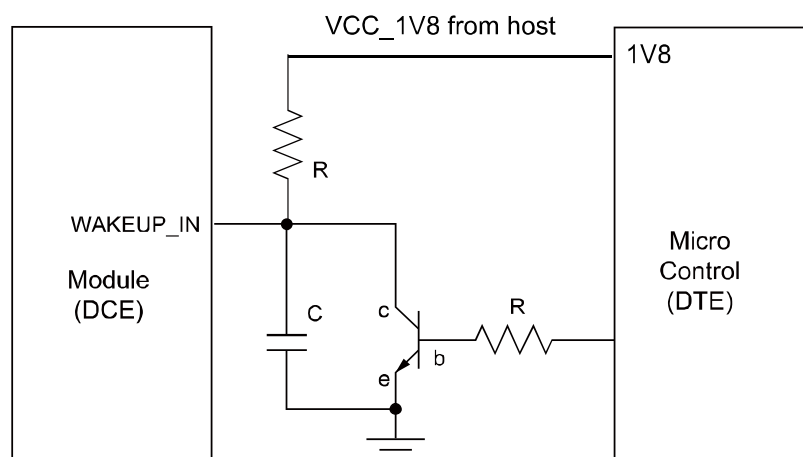 VCC_1V8 from host
1V8
R
WAKEUP_IN
Module
(DCE)
Micro
Control
(DTE)
C
c
R
b
e